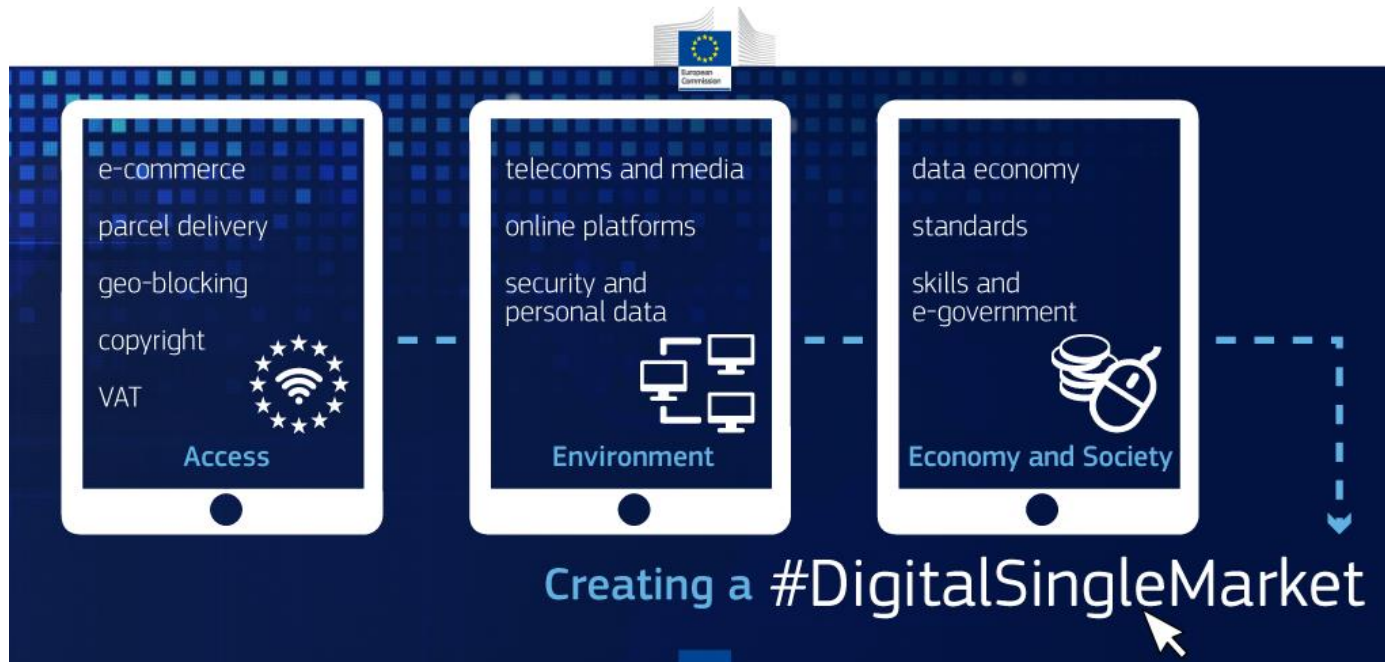 European
Commission
e-commerce
parcel delivery
geo-blocking
copyright
VAT
Access
telecoms and media
online platforms
security and
personal data
Environment
data economy
standards
skills and
e-government
Economy and Society
Creating a #DigitalSingleMarket